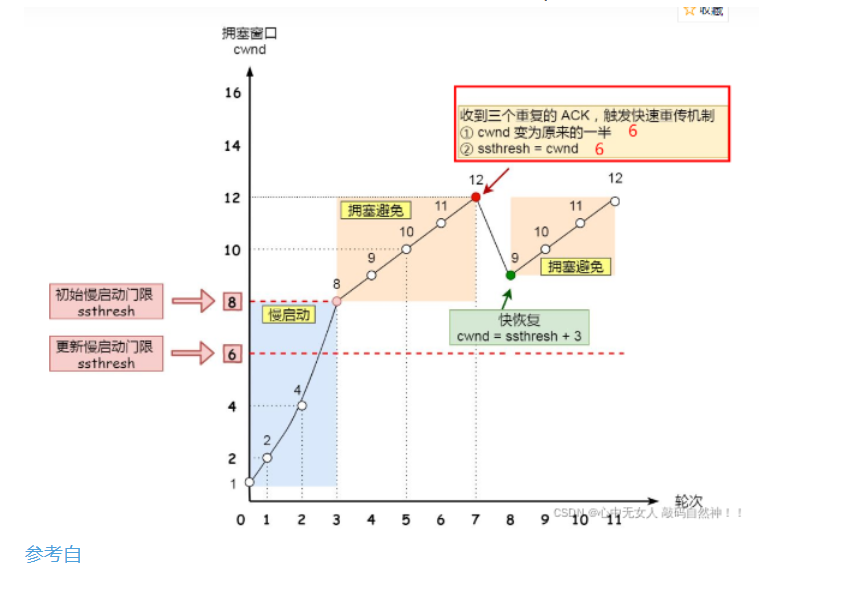 收藏
拥塞窗口
cwnd
16
14
12
10
8
6
4
2
1
收到三个重复的 ACK，触发快速重传机制
① cwnd 变为原来的一半 6
② ssthresh = cwnd 6
初始慢启动门限
ssthresh
更新慢启动门限
ssthresh
慢启动
2
4
8
拥塞避免
9
10
11
12
9
10
11
12
拥塞避免
快恢复
cwnd = ssthresh + 3
轮次
0 1 2 3 4 5 6 7 8 9 10 11
CSDN @心中无女人 敲码自然神！！
参考自